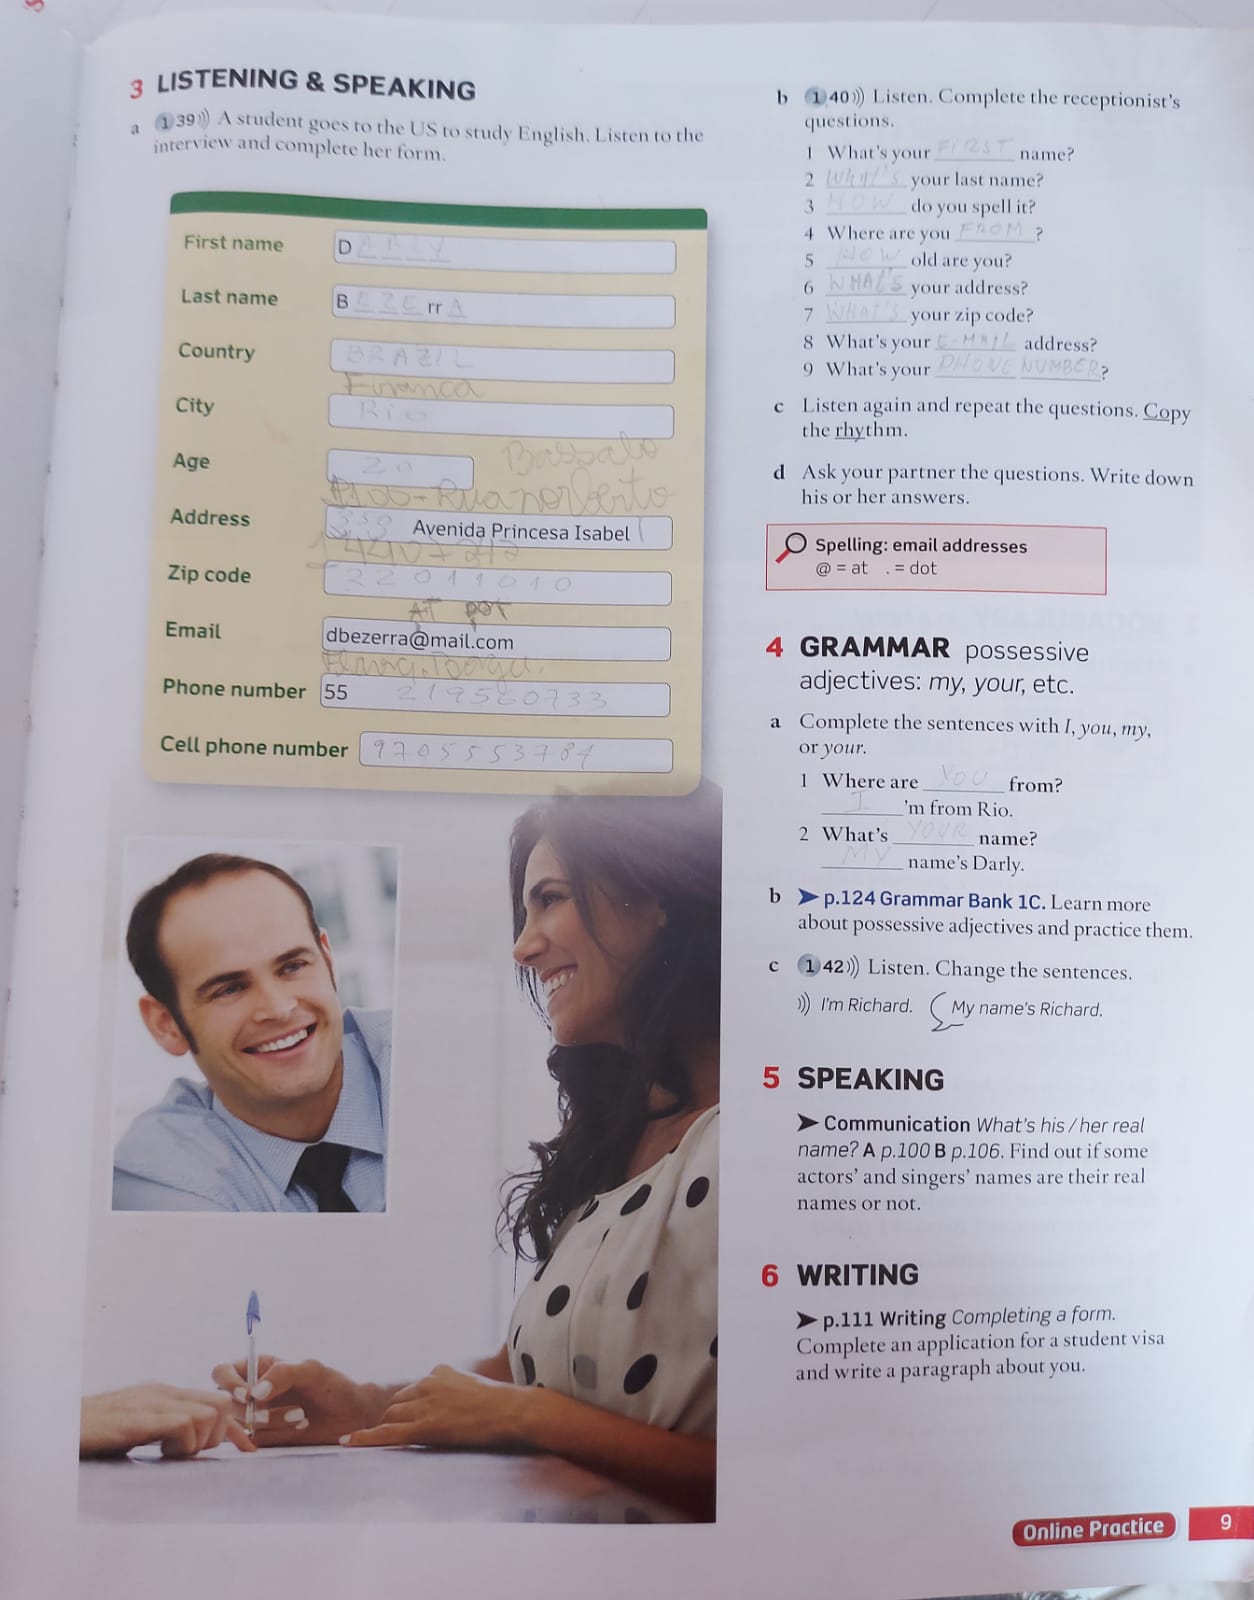 3 LISTENING & SPEAKING
a 1 39 A student goes to the US to study English. Listen to the
interview and complete her form.
First name DARLY
Last name BEZErrA
Country BRAZIL
Franca
City RIO
Age 20
Bassalo
1100-Rua norberto
Address 350 Avenida Princesa Isabel
14407 212
Zip code 22011010
AT DOT
Email dbezerra@mail.com
Phone number 55 219560733
Cell phone number 9705553784
b 1 40 Listen. Complete the receptionist's
questions.
1 What's your FIRST name?
2 WHAT'S your last name?
3 HOW do you spell it?
4 Where are you FROM?
5 HOW old are you?
6 WHAT'S your address?
7 WHAT'S your zip code?
8 What's your E-MAIL address?
9 What's your PHONE NUMBER?
c Listen again and repeat the questions. Copy
the rhythm.
d Ask your partner the questions. Write down
his or her answers.
Spelling: email addresses
@ = at . = dot
4 GRAMMAR possessive
adjectives: my, your, etc.
a Complete the sentences with I, you, my,
or your.
1 Where are YOU from?
I 'm from Rio.
2 What's YOUR name?
MY name's Darly.
b p.124 Grammar Bank 1C. Learn more
about possessive adjectives and practice them.
c 1 42 Listen. Change the sentences.
I'm Richard. My name's Richard.
5 SPEAKING
Communication What's his / her real
name? A p.100 B p.106. Find out if some
actors' and singers' names are their real
names or not.
6 WRITING
p.111 Writing Completing a form.
Complete an application for a student visa
and write a paragraph about you.
Online Practice 9